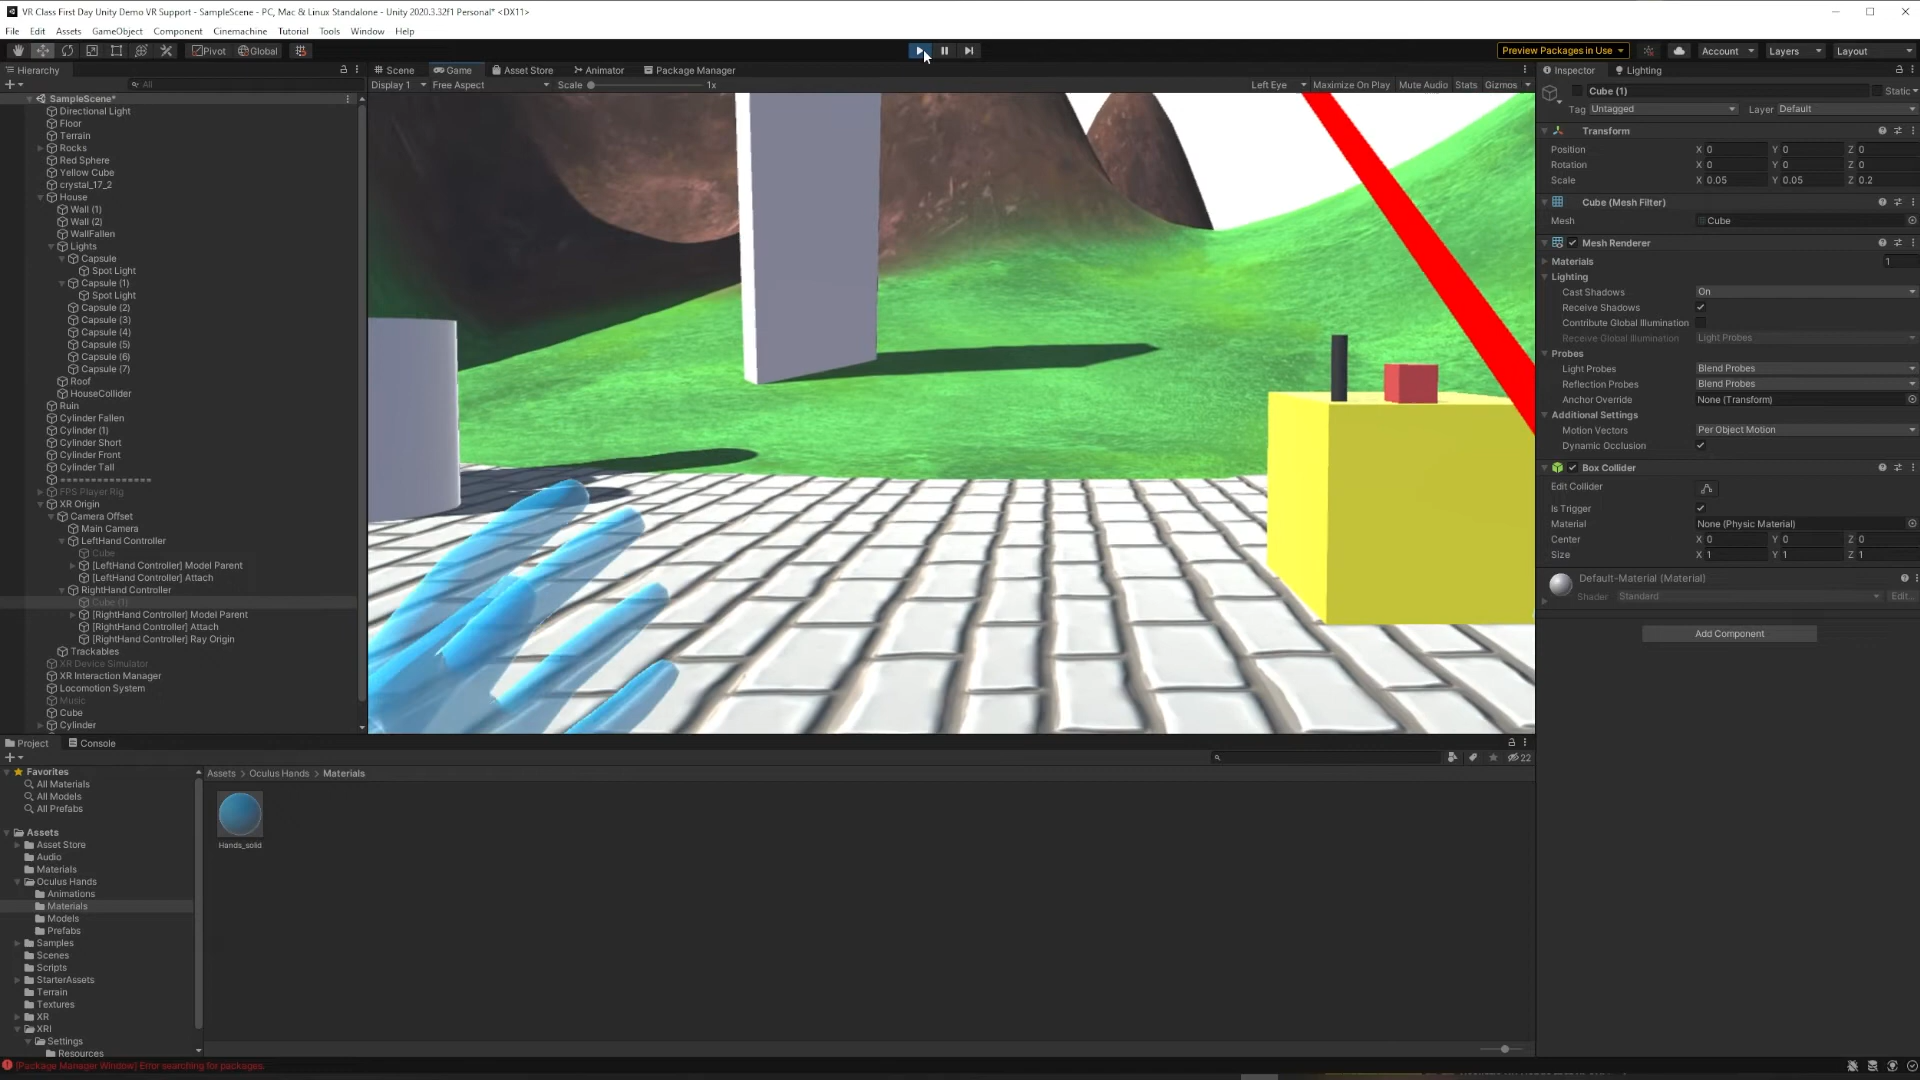 VR Class First Day Unity Demo VR Support - SampleScene - PC, Mac & Linux Standalone - Unity 2020.3.32f1 Personal* <DX11>
File Edit Assets GameObject Component Cinemachine Tutorial Tools Window Help
Pivot Global Preview Packages in Use Account Layers Layout
Hierarchy
All
SampleScene*
Directional Light
Floor
Terrain
Rocks
Red Sphere
Yellow Cube
crystal_17_2
House
Wall (1)
Wall (2)
WallFallen
Lights
Capsule
Spot Light
Capsule (1)
Spot Light
Capsule (2)
Capsule (3)
Capsule (4)
Capsule (5)
Capsule (6)
Capsule (7)
Roof
HouseCollider
Ruin
Cylinder Fallen
Cylinder (1)
Cylinder Short
Cylinder Front
Cylinder Tall
===============
FPS Player Rig
XR Origin
Camera Offset
Main Camera
LeftHand Controller
Cube
[LeftHand Controller] Model Parent
[LeftHand Controller] Attach
RightHand Controller
Cube (1)
[RightHand Controller] Model Parent
[RightHand Controller] Attach
[RightHand Controller] Ray Origin
Trackables
XR Device Simulator
XR Interaction Manager
Locomotion System
Music
Cube
Cylinder
Scene Game Asset Store Animator Package Manager
Display 1 Free Aspect Scale 1x Left Eye Maximize On Play Mute Audio Stats Gizmos
Inspector Lighting
Cube (1) Static
Tag Untagged Layer Default
Transform
Position X 0 Y 0 Z 0
Rotation X 0 Y 0 Z 0
Scale X 0.05 Y 0.05 Z 0.2
Cube (Mesh Filter)
Mesh Cube
Mesh Renderer
Materials 1
Lighting
Cast Shadows On
Receive Shadows
Contribute Global Illumination
Receive Global Illumination Light Probes
Probes
Light Probes Blend Probes
Reflection Probes Blend Probes
Anchor Override None (Transform)
Additional Settings
Motion Vectors Per Object Motion
Dynamic Occlusion
Box Collider
Edit Collider
Is Trigger
Material None (Physic Material)
Center X 0 Y 0 Z 0
Size X 1 Y 1 Z 1
Default-Material (Material)
Shader Standard Edit...
Add Component
Project Console
22
Favorites
All Materials
All Models
All Prefabs
Assets
Asset Store
Audio
Materials
Oculus Hands
Animations
Materials
Models
Prefabs
Samples
Scenes
Scripts
StarterAssets
Terrain
Textures
XR
XRI
Settings
Resources
Assets > Oculus Hands > Materials
Hands_solid
[Package Manager Window] Error searching for packages.